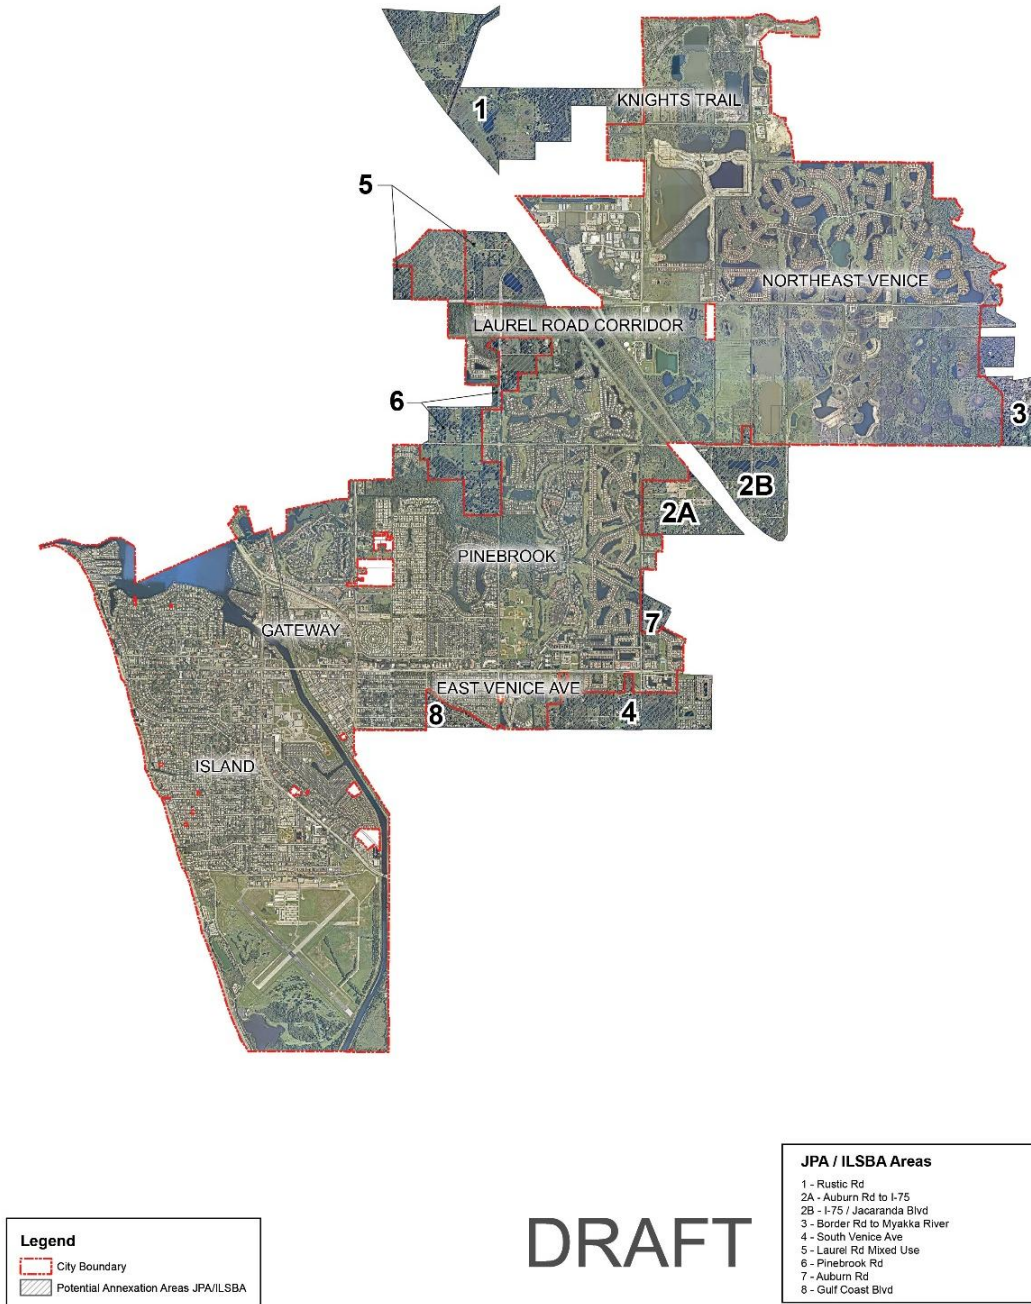 1
KNIGHTS TRAIL
5
NORTHEAST VENICE
LAUREL ROAD CORRIDOR
6
3
2B
2A
PINEBROOK
7
GATEWAY
EAST VENICE AVE
8
4
ISLAND
DRAFT
Legend
City Boundary
Potential Annexation Areas JPA/ILSBA
JPA / ILSBA Areas
1 - Rustic Rd
2A - Auburn Rd to I-75
2B - I-75 / Jacaranda Blvd
3 - Border Rd to Myakka River
4 - South Venice Ave
5 - Laurel Rd Mixed Use
6 - Pinebrook Rd
7 - Auburn Rd
8 - Gulf Coast Blvd